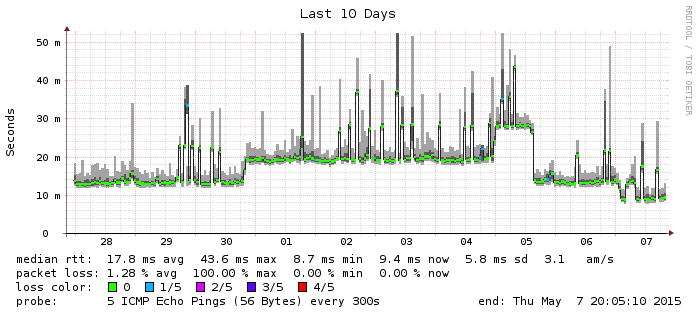 Last 10 Days
RRDTOOL / TOBI OETIKER
Seconds
50 m
40 m
30 m
20 m
10 m
0
28 29 30 01 02 03 04 05 06 07
median rtt: 17.8 ms avg 43.6 ms max 8.7 ms min 9.4 ms now 5.8 ms sd 3.1 am/s
packet loss: 1.28 % avg 100.00 % max 0.00 % min 0.00 % now
loss color: 0 1/5 2/5 3/5 4/5
probe: 5 ICMP Echo Pings (56 Bytes) every 300s end: Thu May 7 20:05:10 2015